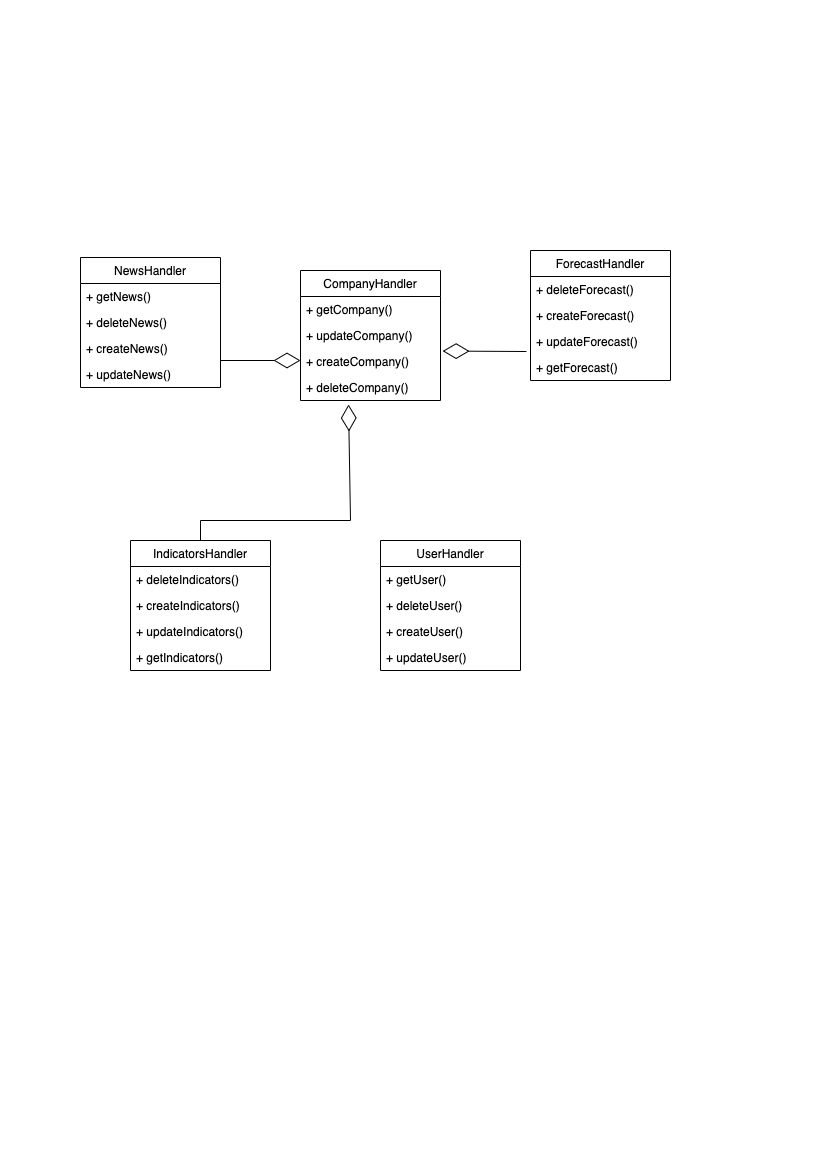 NewsHandler
+ getNews()
+ deleteNews()
+ createNews()
+ updateNews()
CompanyHandler
+ getCompany()
+ updateCompany()
+ createCompany()
+ deleteCompany()
ForecastHandler
+ deleteForecast()
+ createForecast()
+ updateForecast()
+ getForecast()
IndicatorsHandler
+ deleteIndicators()
+ createIndicators()
+ updateIndicators()
+ getIndicators()
UserHandler
+ getUser()
+ deleteUser()
+ createUser()
+ updateUser()